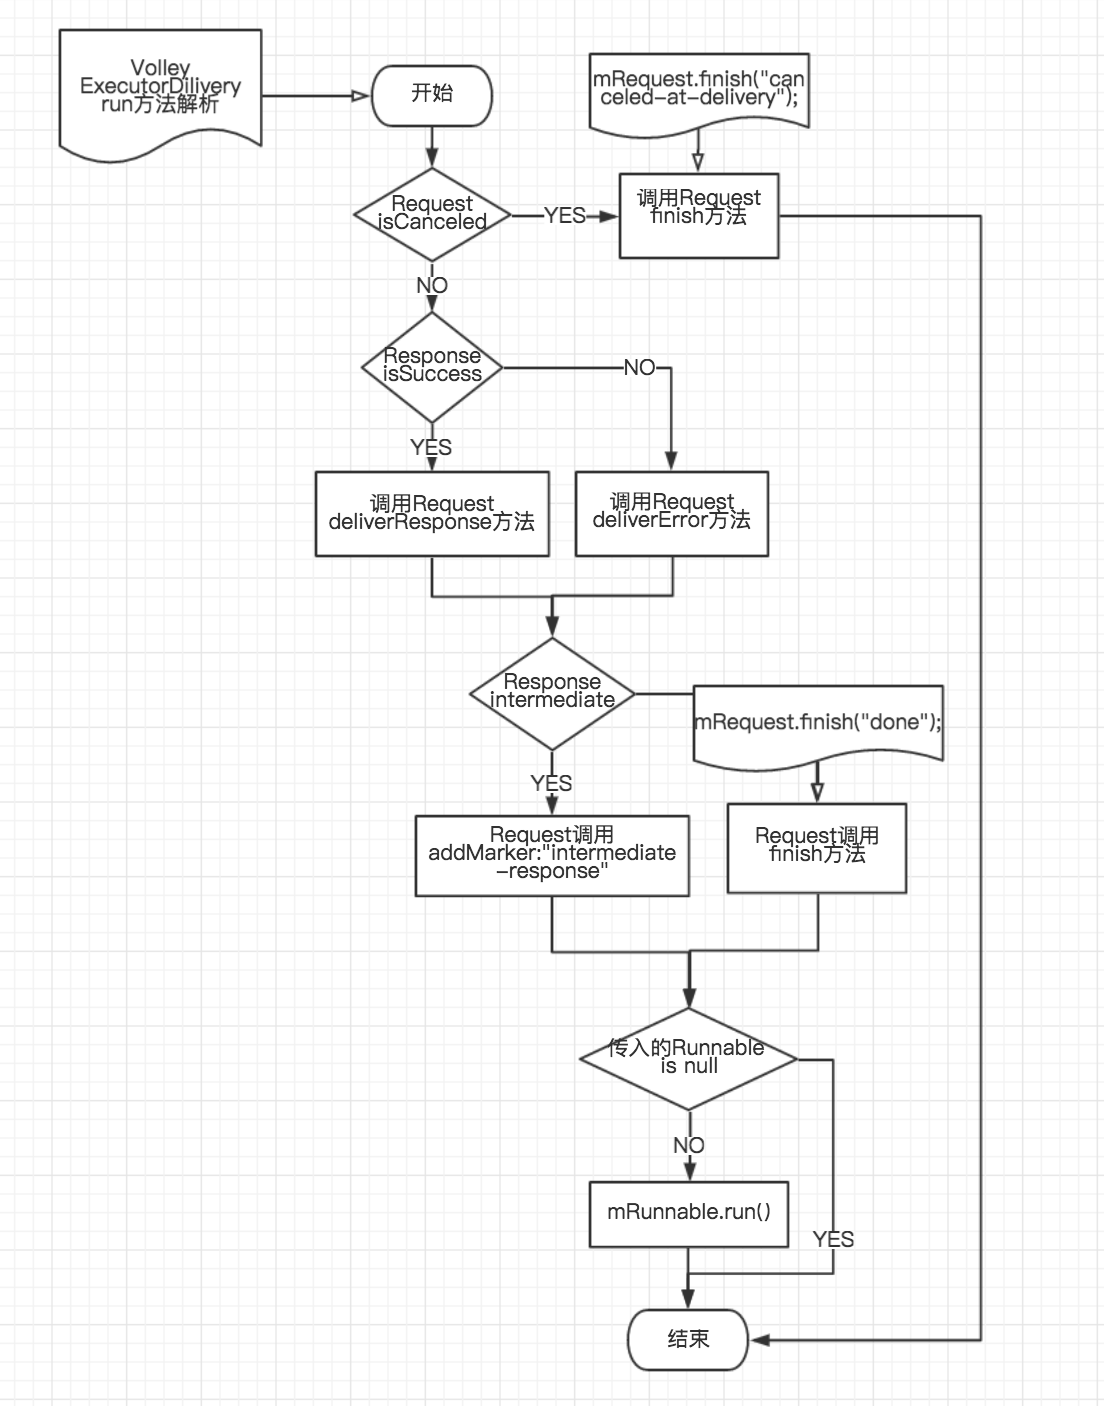 Volley
ExecutorDilivery
run方法解析
开始
mRequest.finish("can
celed-at-delivery");
Request
isCanceled
YES
调用Request
finish方法
NO
Response
isSuccess
NO
YES
调用Request
deliverResponse方法
调用Request
deliverError方法
Response
intermediate
mRequest.finish("done");
YES
Request调用
addMarker:"intermediate
-response"
Request调用
finish方法
传入的Runnable
is null
NO
mRunnable.run()
YES
结束